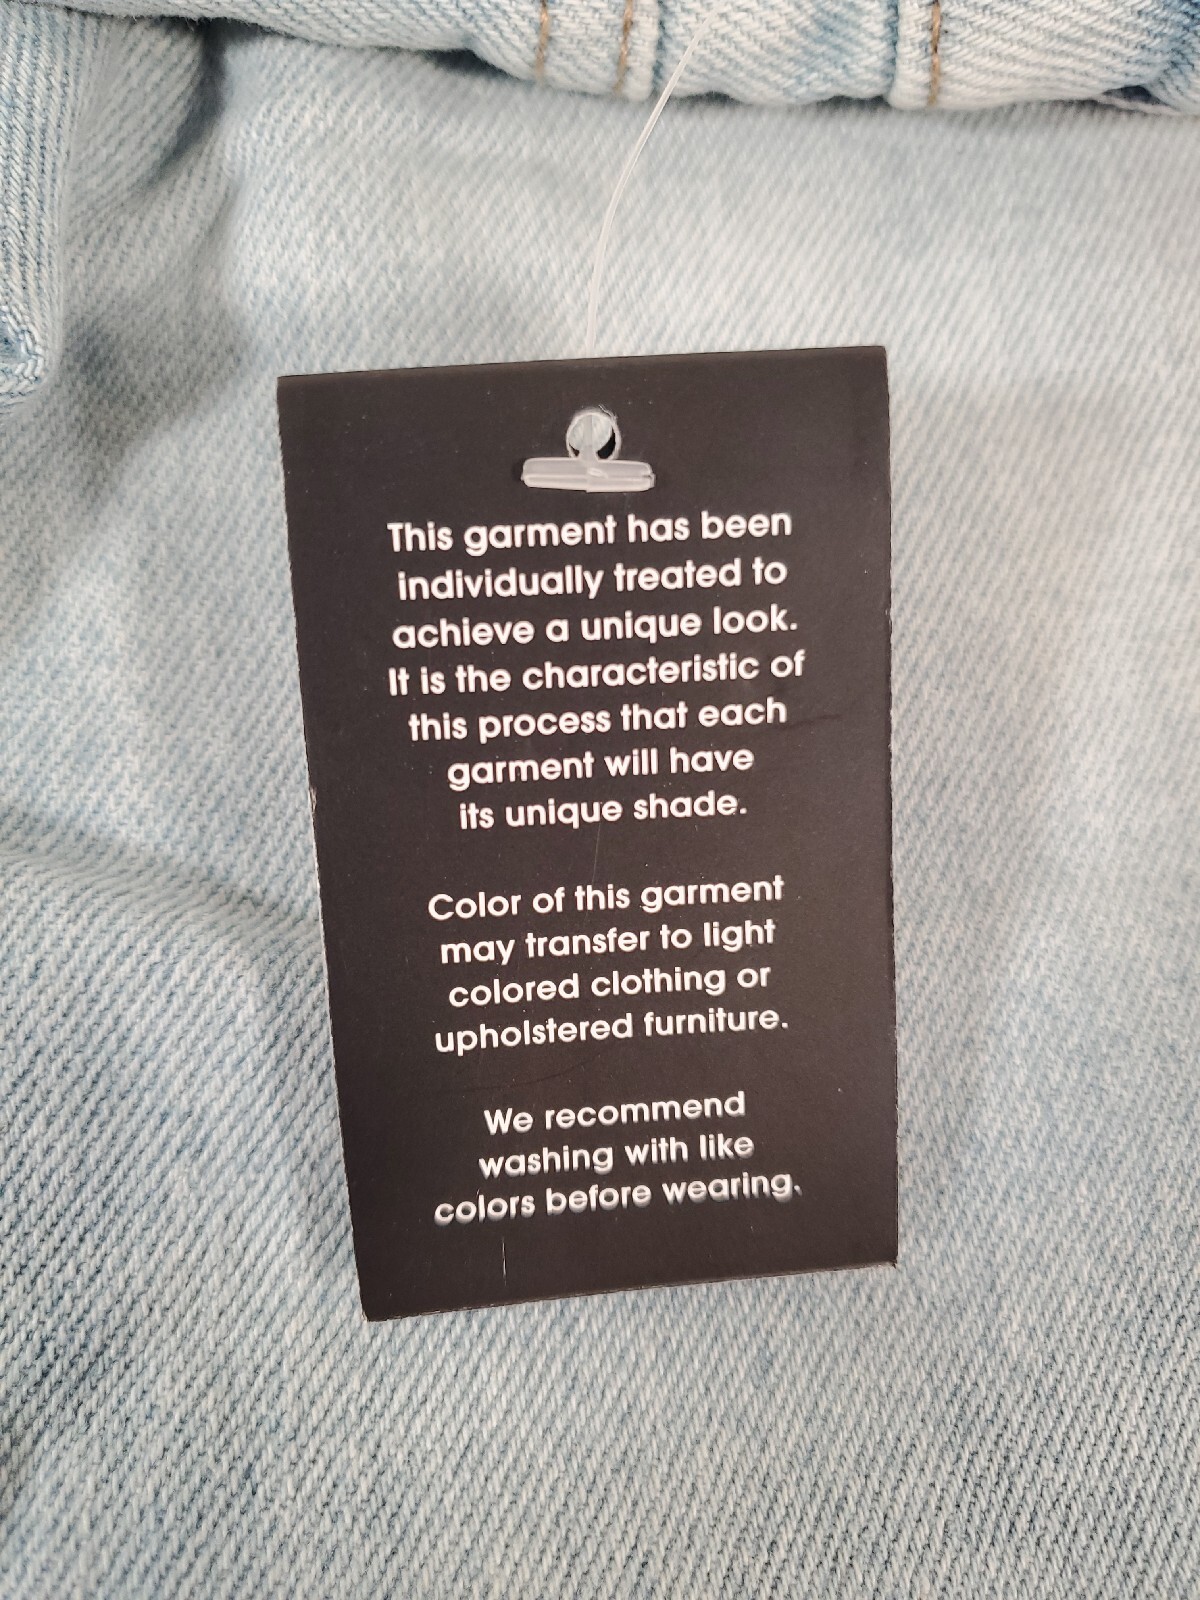 This garment has been
individually treated to
achieve a unique look.
It is the characteristic of
this process that each
garment will have
its unique shade.
Color of this garment
may transfer to light
colored clothing or
upholstered furniture.
We recommend
washing with like
colors before wearing.